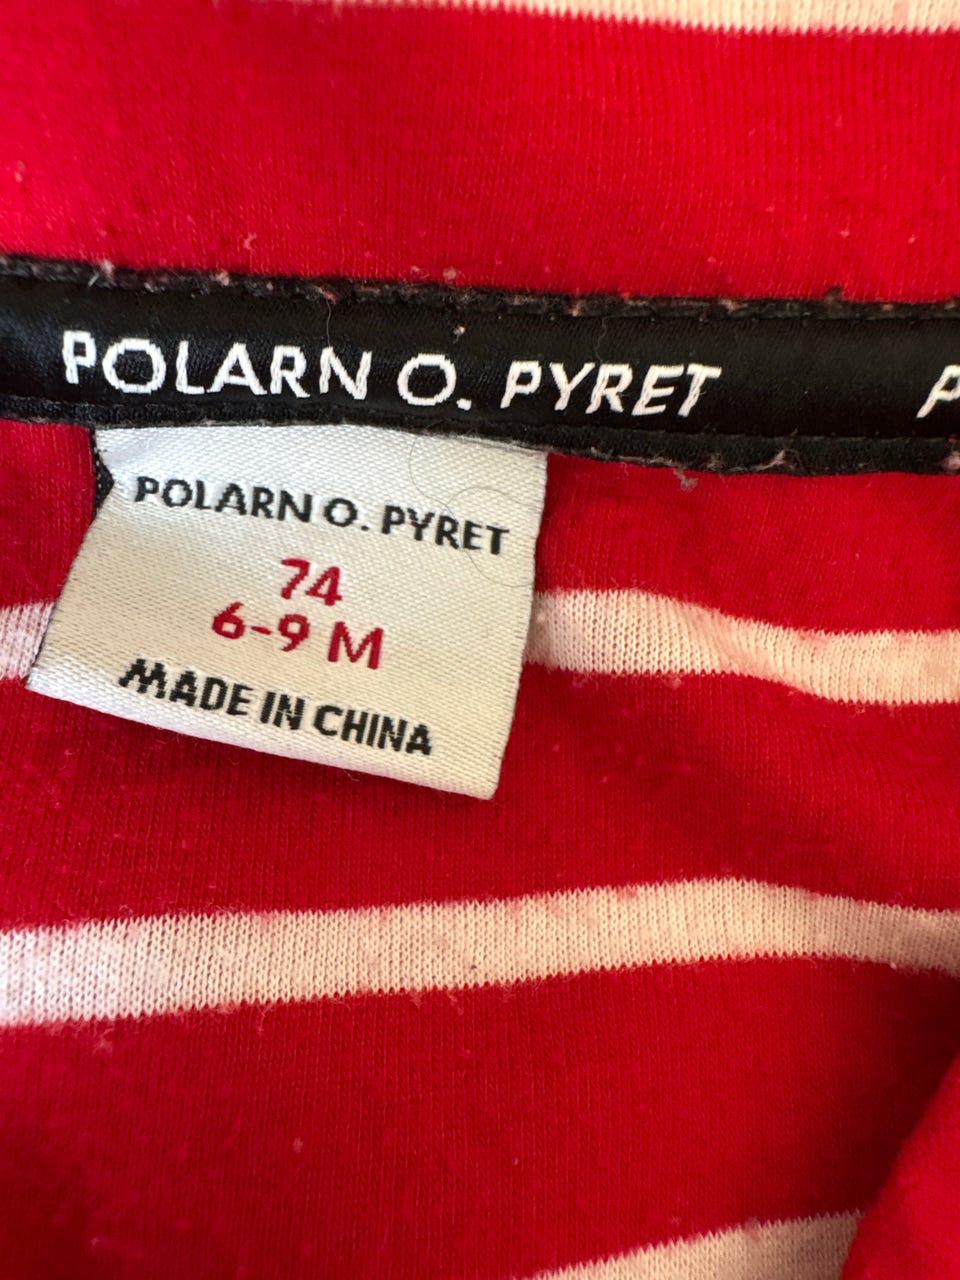 POLARN O. PYRET P
POLARN O. PYRET
74
6-9 M
MADE IN CHINA